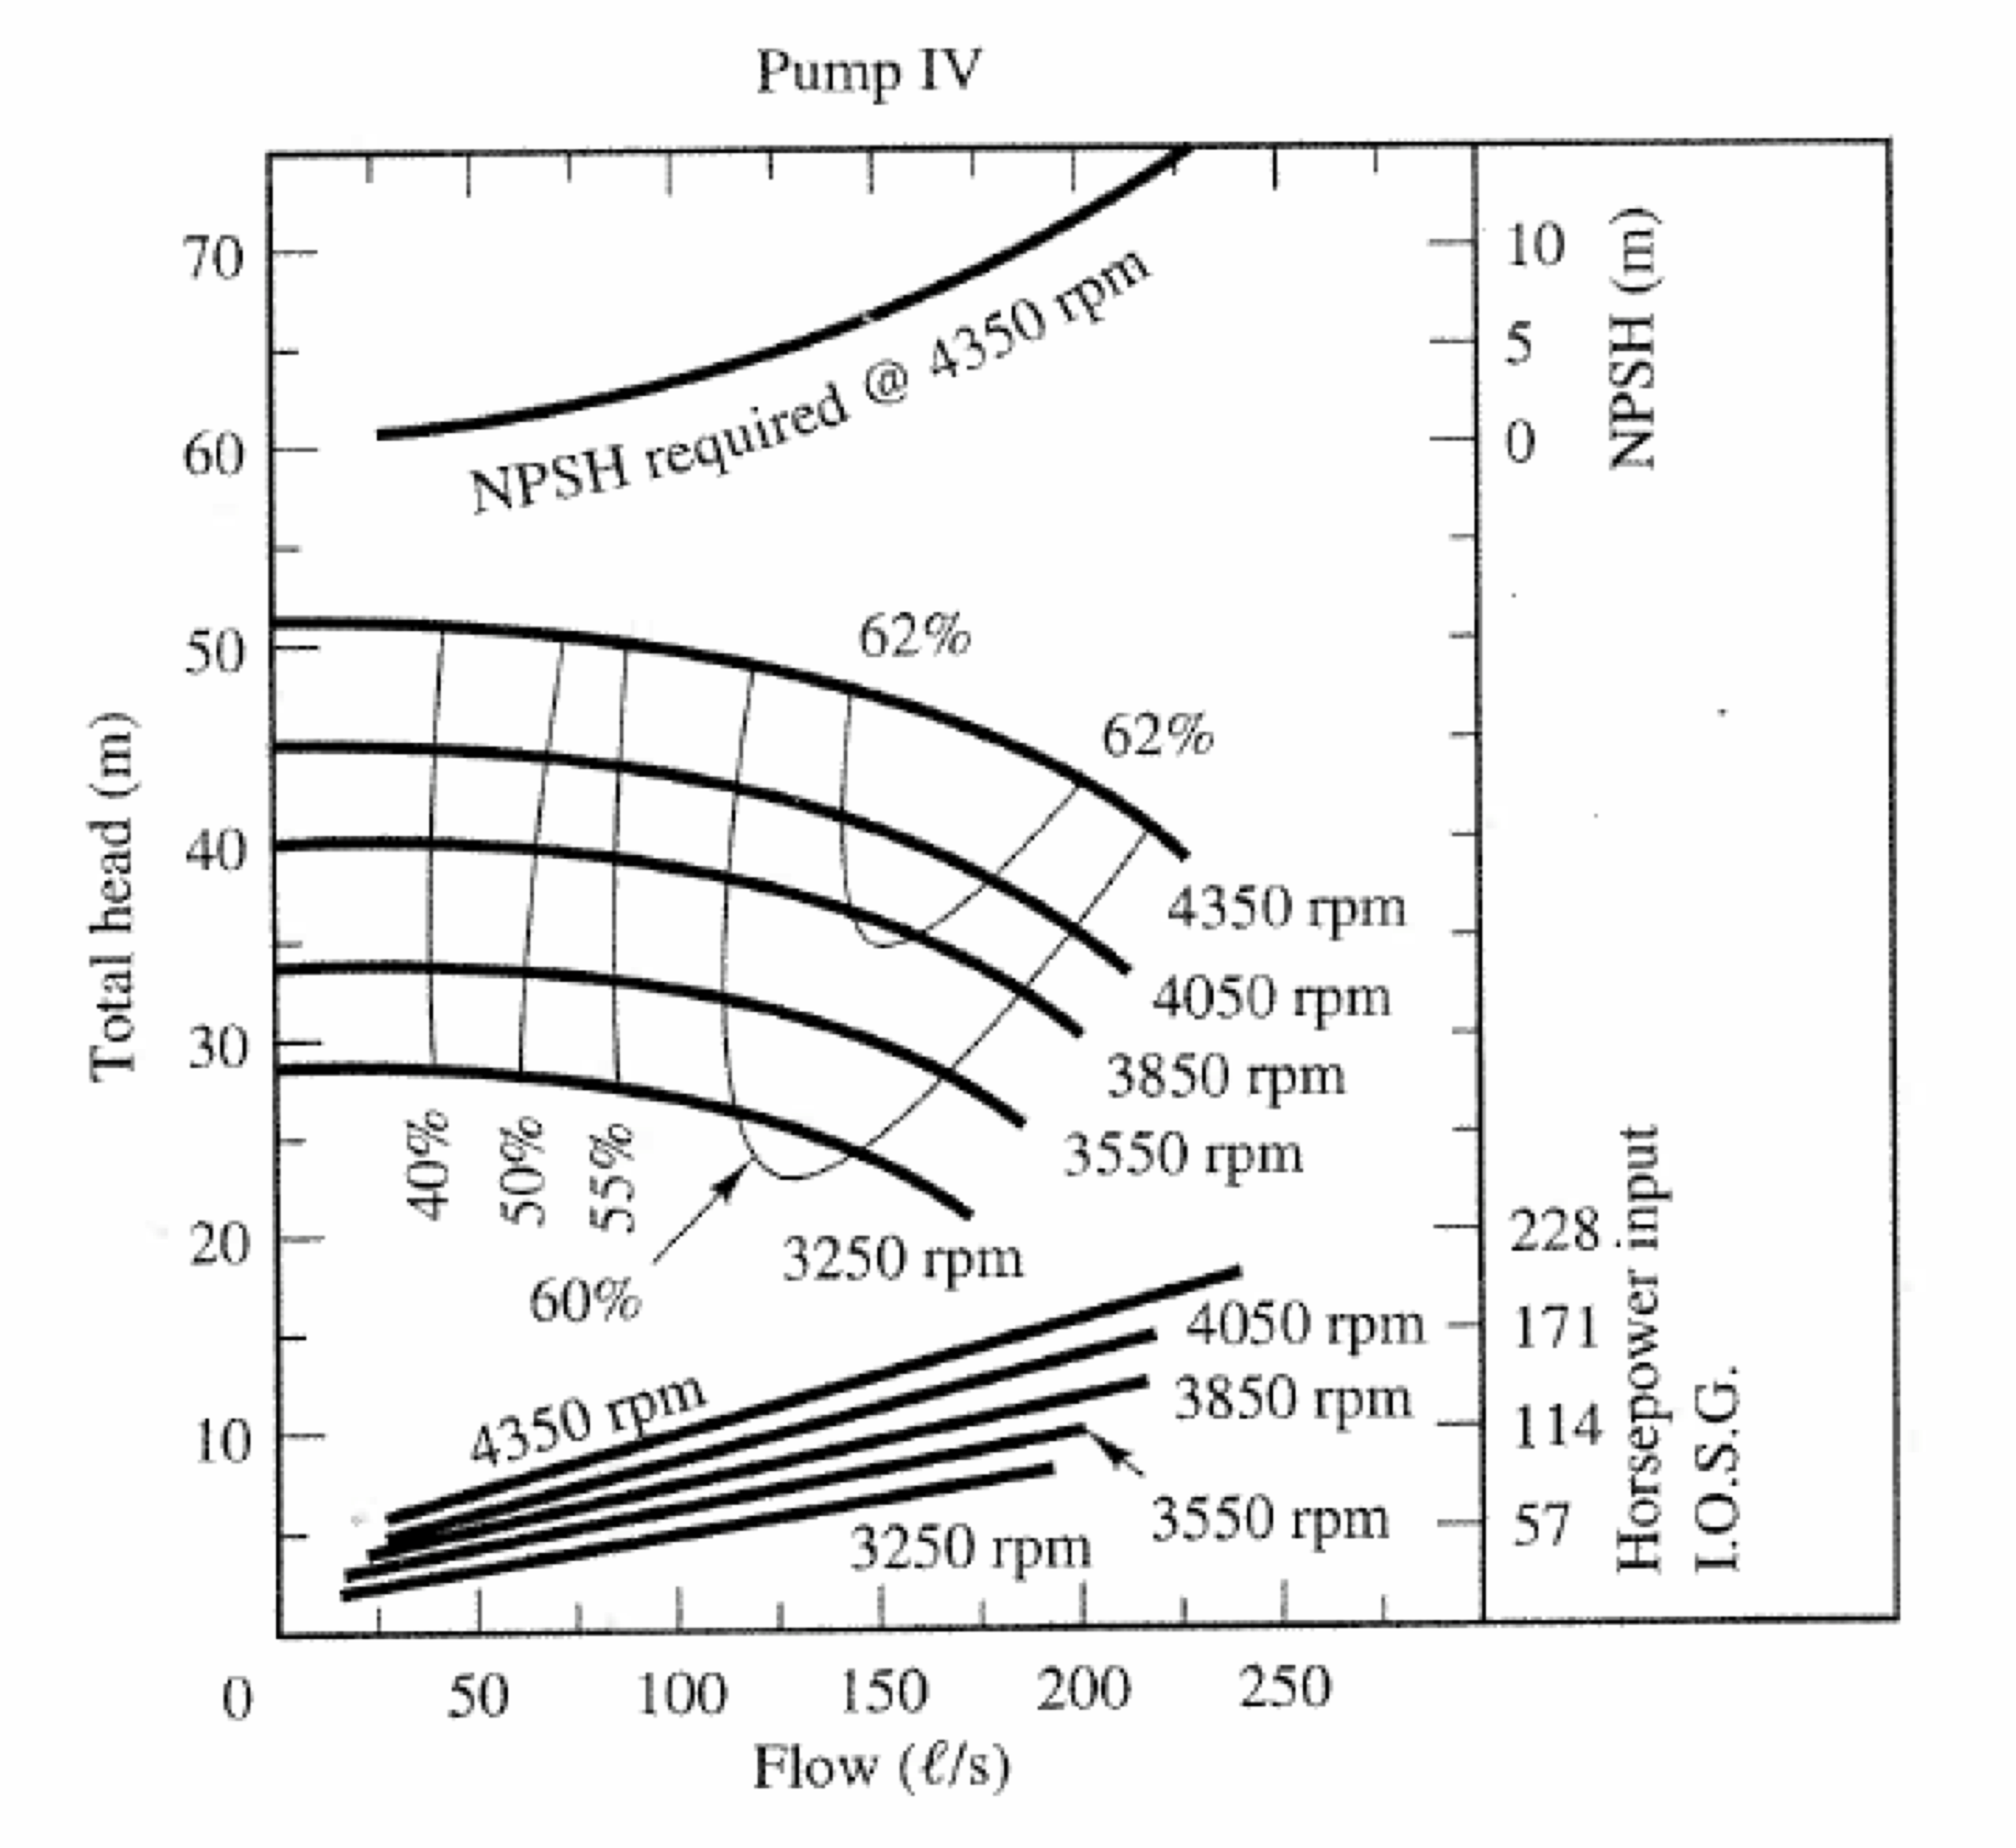 Pump IV
70
60
50
40
30
20
10
0
Total head (m)
10
5
0
NPSH (m)
NPSH required @ 4350 rpm
62%
62%
4350 rpm
4050 rpm
3850 rpm
3550 rpm
3250 rpm
40%
50%
55%
60%
4350 rpm
4050 rpm
3850 rpm
3550 rpm
3250 rpm
228
171
114
57
Horsepower input
I.O.S.G.
50 100 150 200 250
Flow (ℓ/s)